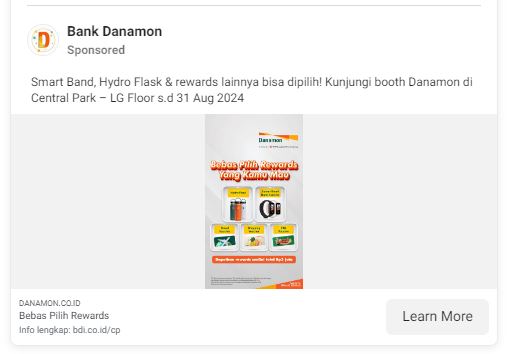 Bank Danamon
Sponsored
Smart Band, Hydro Flask & rewards lainnya bisa dipilih! Kunjungi booth Danamon di
Central Park – LG Floor s.d 31 Aug 2024
Danamon
Bebas Pilih Rewards
Yang Kamu Mau
DANAMON.CO.ID
Bebas Pilih Rewards
Info lengkap: bdi.co.id/cp
Learn More